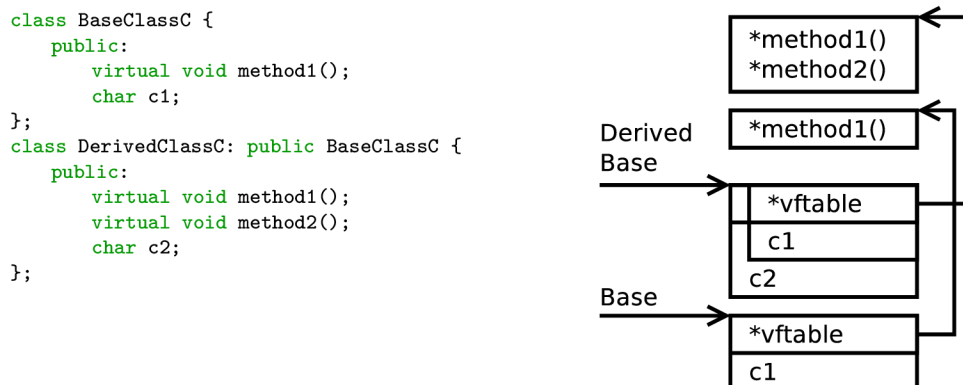 class BaseClassC {
public:
virtual void method1();
char c1;
};
class DerivedClassC: public BaseClassC {
public:
virtual void method1();
virtual void method2();
char c2;
};
*method1()
*method2()
*method1()
Derived
Base
*vftable
c1
c2
Base
*vftable
c1